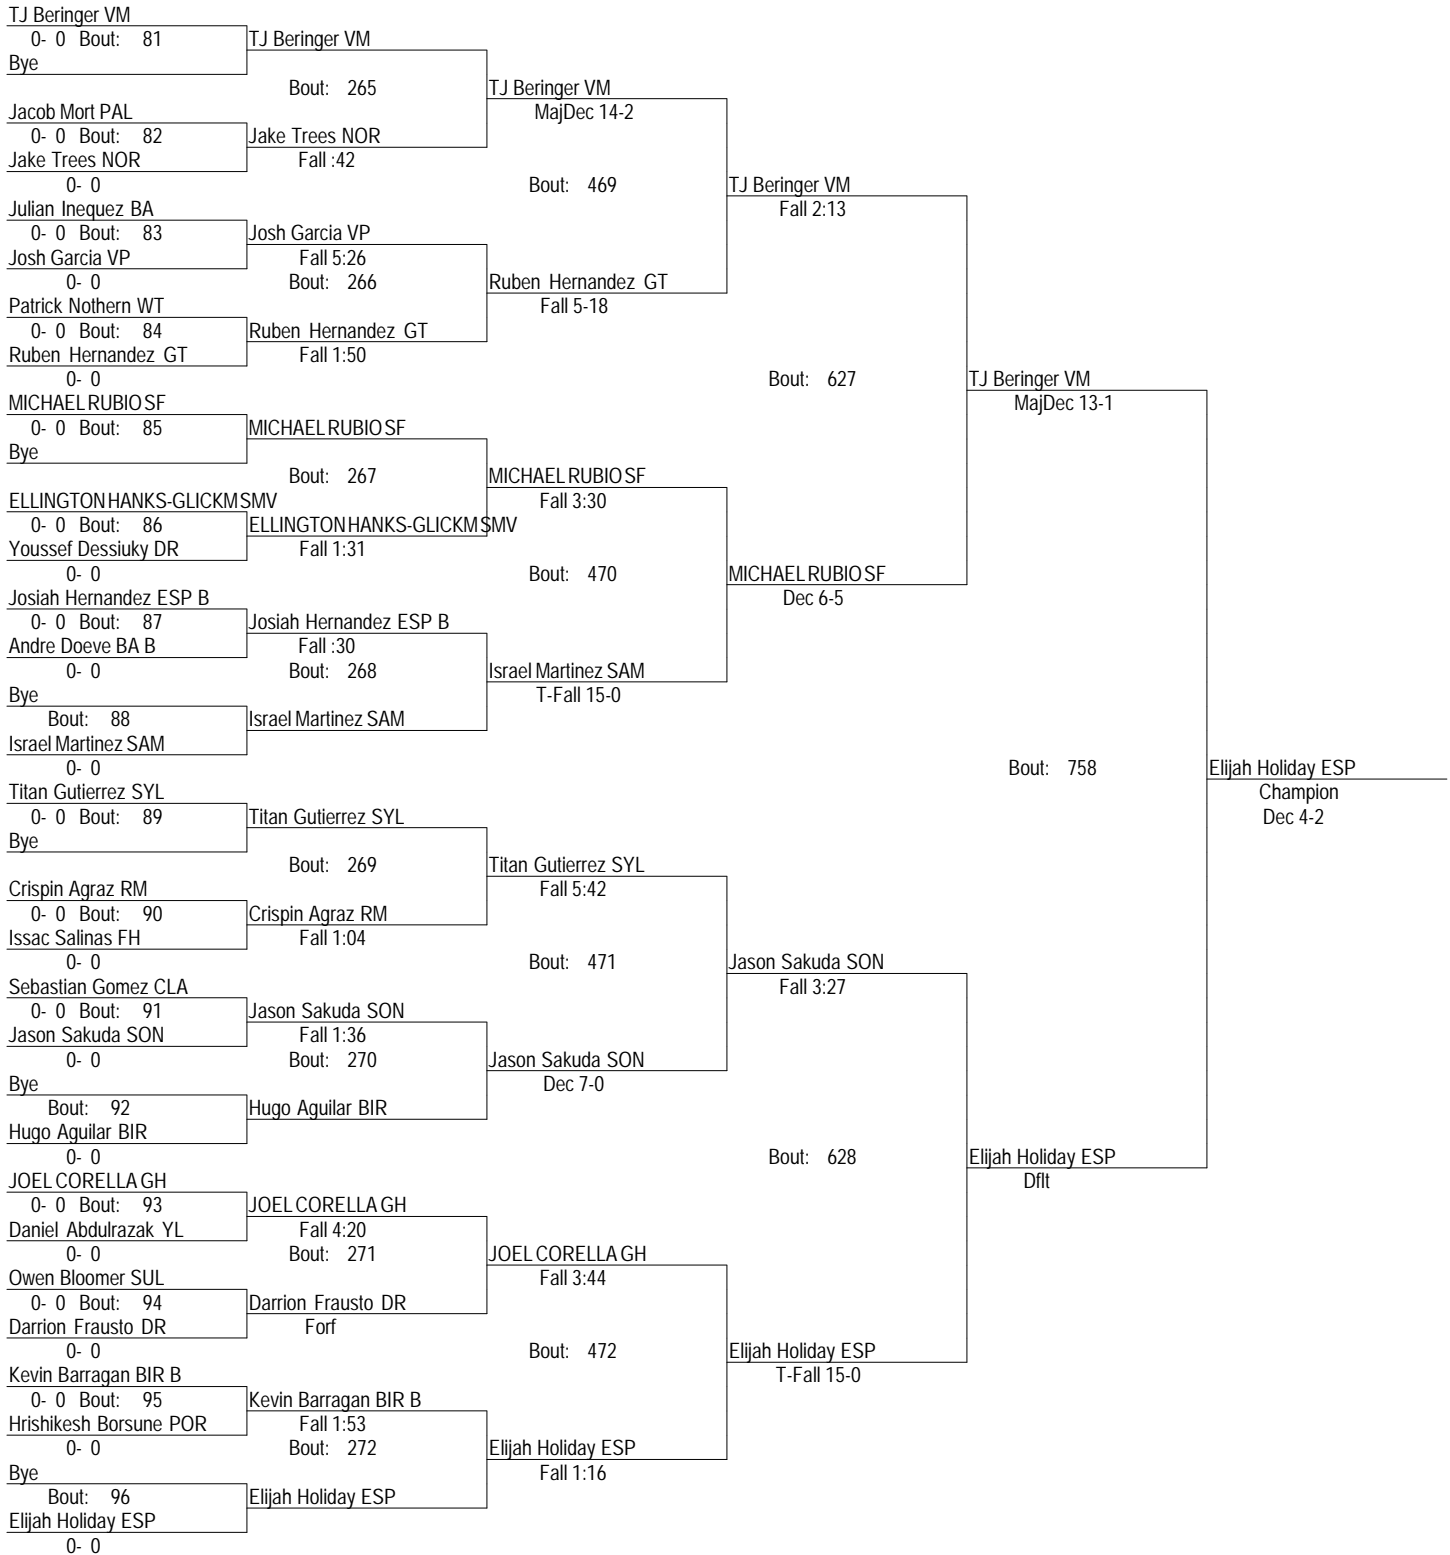 TJ Beringer VM
0- 0 Bout: 81
TJ Beringer VM
Bye
Bout: 265
TJ Beringer VM
Jacob Mort PAL
MajDec 14-2
0- 0 Bout: 82
Jake Trees NOR
Jake Trees NOR
Fall :42
0- 0
Bout: 469
TJ Beringer VM
Julian Inequez BA
Fall 2:13
0- 0 Bout: 83
Josh Garcia VP
Josh Garcia VP
Fall 5:26
0- 0
Bout: 266
Ruben Hernandez GT
Patrick Nothern WT
Fall 5-18
0- 0 Bout: 84
Ruben Hernandez GT
Ruben Hernandez GT
Fall 1:50
0- 0
Bout: 627
TJ Beringer VM
MICHAEL RUBIO SF
MajDec 13-1
0- 0 Bout: 85
MICHAEL RUBIO SF
Bye
Bout: 267
MICHAEL RUBIO SF
ELLINGTON HANKS-GLICKM SMV
Fall 3:30
0- 0 Bout: 86
ELLINGTON HANKS-GLICKM SMV
Youssef Dessiuky DR
Fall 1:31
0- 0
Bout: 470
MICHAEL RUBIO SF
Josiah Hernandez ESP B
Dec 6-5
0- 0 Bout: 87
Josiah Hernandez ESP B
Andre Doeve BA B
Fall :30
0- 0
Bout: 268
Israel Martinez SAM
Bye
T-Fall 15-0
Bout: 88
Israel Martinez SAM
Israel Martinez SAM
0- 0
Bout: 758
Elijah Holiday ESP
Titan Gutierrez SYL
Champion
0- 0 Bout: 89
Titan Gutierrez SYL
Dec 4-2
Bye
Bout: 269
Titan Gutierrez SYL
Crispin Agraz RM
Fall 5:42
0- 0 Bout: 90
Crispin Agraz RM
Issac Salinas FH
Fall 1:04
0- 0
Bout: 471
Jason Sakuda SON
Sebastian Gomez CLA
Fall 3:27
0- 0 Bout: 91
Jason Sakuda SON
Jason Sakuda SON
Fall 1:36
0- 0
Bout: 270
Jason Sakuda SON
Bye
Dec 7-0
Bout: 92
Hugo Aguilar BIR
Hugo Aguilar BIR
0- 0
Bout: 628
Elijah Holiday ESP
JOEL CORELLA GH
Dflt
0- 0 Bout: 93
JOEL CORELLA GH
Daniel Abdulrazak YL
Fall 4:20
0- 0
Bout: 271
JOEL CORELLA GH
Owen Bloomer SUL
Fall 3:44
0- 0 Bout: 94
Darrion Frausto DR
Darrion Frausto DR
Forf
0- 0
Bout: 472
Elijah Holiday ESP
Kevin Barragan BIR B
T-Fall 15-0
0- 0 Bout: 95
Kevin Barragan BIR B
Hrishikesh Borsune POR
Fall 1:53
0- 0
Bout: 272
Elijah Holiday ESP
Bye
Fall 1:16
Bout: 96
Elijah Holiday ESP
Elijah Holiday ESP
0- 0